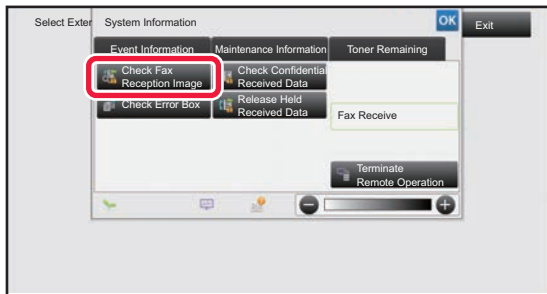 Select Exter
System Information
OK
Exit
Event Information
Maintenance Information
Toner Remaining
Check Fax
Reception Image
Check Confidential
Received Data
Check Error Box
Release Held
Received Data
Fax Receive
Terminate
Remote Operation